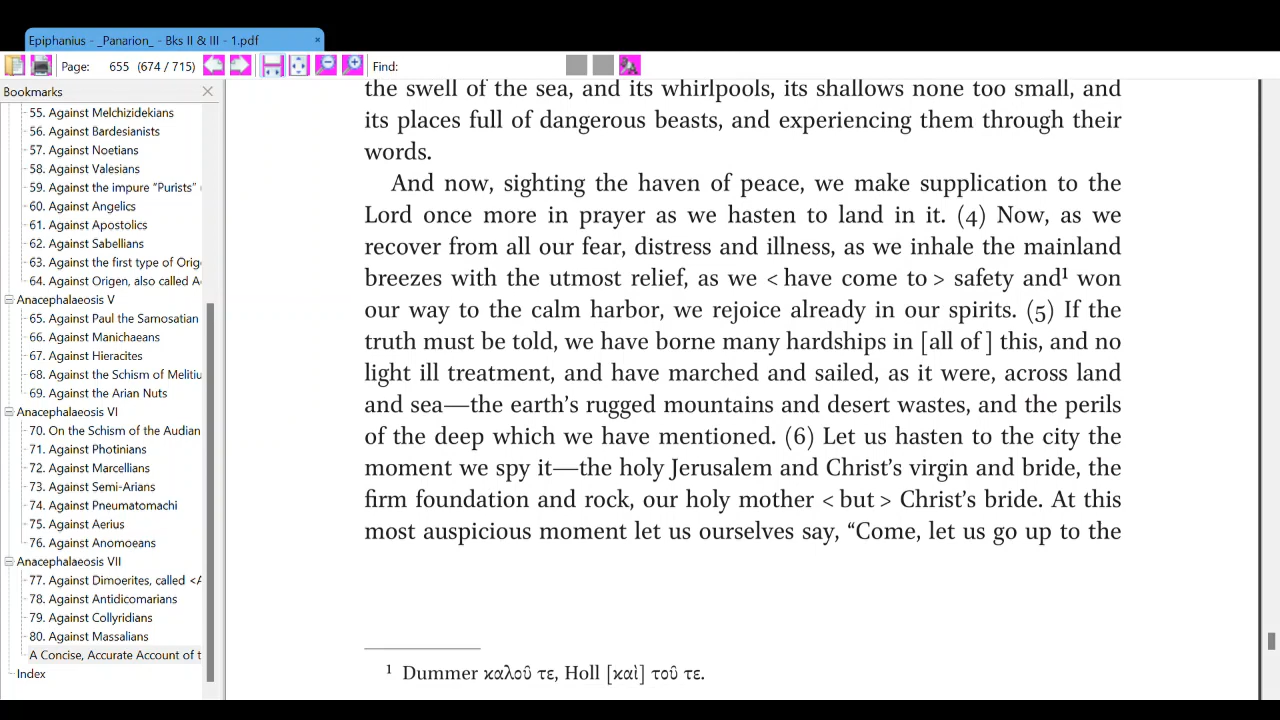 Epiphanius - _Panarion_ - Bks II & III - 1.pdf
×
Page: 655 (674 / 715)
Find:
Bookmarks
55. Against Melchizidekians
56. Against Bardesianists
57. Against Noetians
58. Against Valesians
59. Against the impure “Purists”
60. Against Angelics
61. Against Apostolics
62. Against Sabellians
63. Against the first type of Orig
64. Against Origen, also called A
Anacephalaeosis V
65. Against Paul the Samosatian
66. Against Manichaeans
67. Against Hieracites
68. Against the Schism of Melitiu
69. Against the Arian Nuts
Anacephalaeosis VI
70. On the Schism of the Audian
71. Against Photinians
72. Against Marcellians
73. Against Semi-Arians
74. Against Pneumatomachi
75. Against Aerius
76. Against Anomoeans
Anacephalaeosis VII
77. Against Dimoerites, called <A
78. Against Antidicomarians
79. Against Collyridians
80. Against Massalians
A Concise, Accurate Account of t
Index
the swell of the sea, and its whirlpools, its shallows none too small, and
its places full of dangerous beasts, and experiencing them through their
words.
And now, sighting the haven of peace, we make supplication to the
Lord once more in prayer as we hasten to land in it. (4) Now, as we
recover from all our fear, distress and illness, as we inhale the mainland
breezes with the utmost relief, as we < have come to > safety and¹ won
our way to the calm harbor, we rejoice already in our spirits. (5) If the
truth must be told, we have borne many hardships in [all of ] this, and no
light ill treatment, and have marched and sailed, as it were, across land
and sea—the earth’s rugged mountains and desert wastes, and the perils
of the deep which we have mentioned. (6) Let us hasten to the city the
moment we spy it—the holy Jerusalem and Christ’s virgin and bride, the
firm foundation and rock, our holy mother < but > Christ’s bride. At this
most auspicious moment let us ourselves say, “Come, let us go up to the
¹ Dummer καλοῦ τε, Holl [καὶ] τοῦ τε.